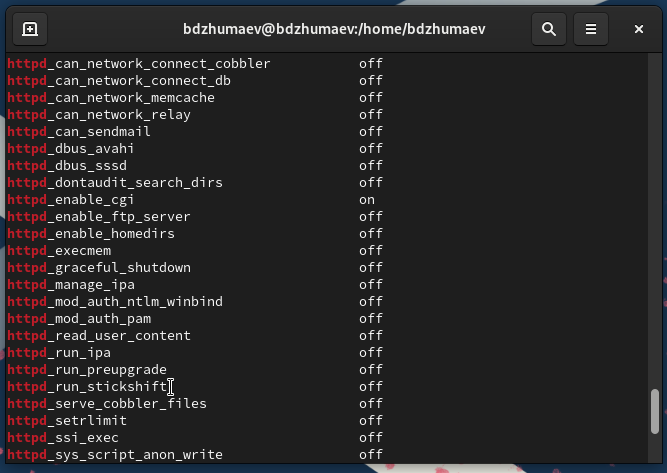 bdzhumaev@bdzhumaev:/home/bdzhumaev
httpd_can_network_connect_cobbler off
httpd_can_network_connect_db off
httpd_can_network_memcache off
httpd_can_network_relay off
httpd_can_sendmail off
httpd_dbus_avahi off
httpd_dbus_sssd off
httpd_dontaudit_search_dirs off
httpd_enable_cgi on
httpd_enable_ftp_server off
httpd_enable_homedirs off
httpd_execmem off
httpd_graceful_shutdown off
httpd_manage_ipa off
httpd_mod_auth_ntlm_winbind off
httpd_mod_auth_pam off
httpd_read_user_content off
httpd_run_ipa off
httpd_run_preupgrade off
httpd_run_stickshift off
httpd_serve_cobbler_files off
httpd_setrlimit off
httpd_ssi_exec off
httpd_sys_script_anon_write off